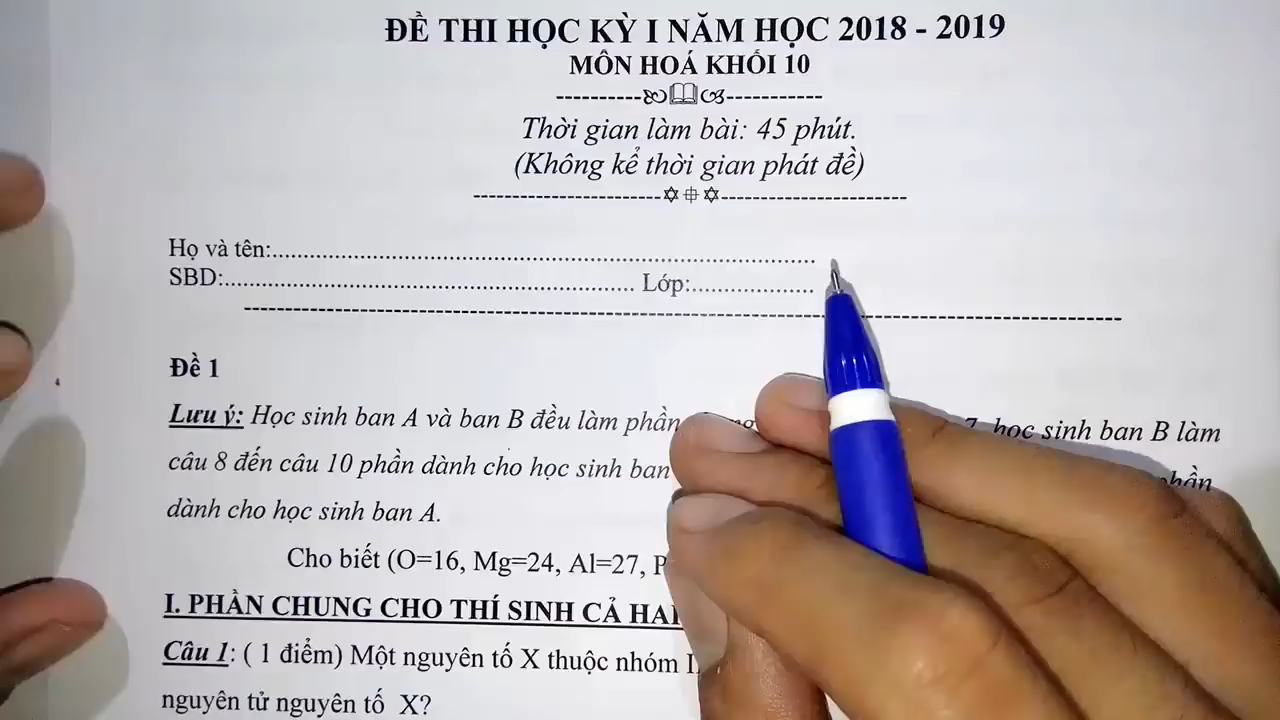 ĐỀ THI HỌC KỲ I NĂM HỌC 2018 - 2019
MÔN HOÁ KHỐI 10
Thời gian làm bài: 45 phút.
(Không kể thời gian phát đề)
Họ và tên:
SBD: Lớp:
Đề 1
Lưu ý: Học sinh ban A và ban B đều làm phần 7, học sinh ban B làm
câu 8 đến câu 10 phần dành cho học sinh ban phần
dành cho học sinh ban A.
Cho biết (O=16, Mg=24, Al=27,
I. PHẦN CHUNG CHO THÍ SINH CẢ HAI
Câu 1: ( 1 điểm) Một nguyên tố X thuộc nhóm
nguyên tử nguyên tố X?